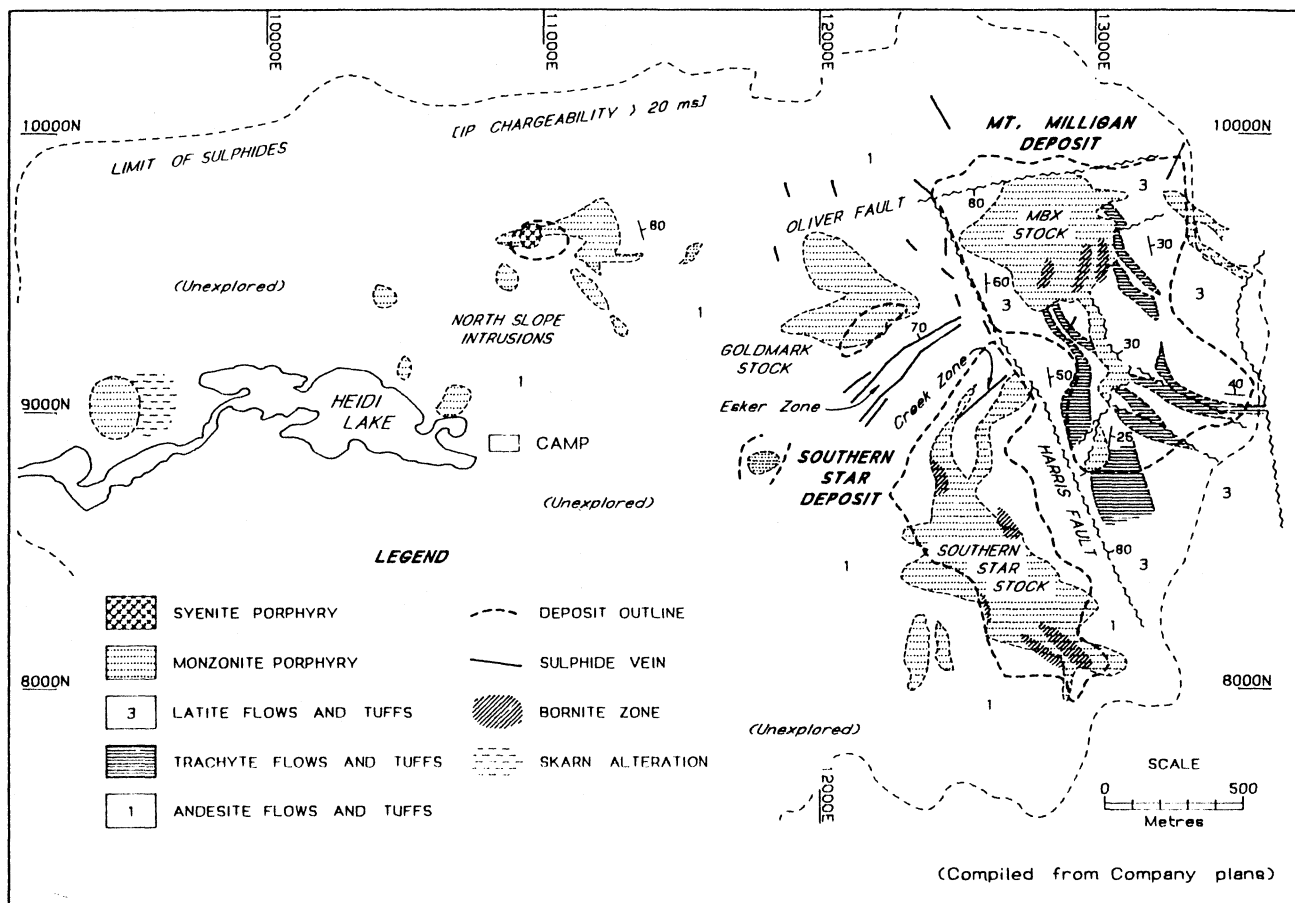 10000E
11000E
12000E
13000E
10000N
[IP CHARGEABILITY > 20 ms]
MT. MILLIGAN
DEPOSIT
10000N
LIMIT OF SULPHIDES
1
3
OLIVER FAULT
80
MBX
STOCK
80
30
(Unexplored)
60
3
3
NORTH SLOPE
INTRUSIONS
1
70
GOLDMARK
STOCK
30
1
Creek Zone
50
40
9000N
HEIDI
LAKE
Esker Zone
9000N
CAMP
25
SOUTHERN
STAR
DEPOSIT
HARRIS FAULT
(Unexplored)
3
LEGEND
SOUTHERN
STAR
STOCK
80
3
1
SYENITE PORPHYRY
DEPOSIT OUTLINE
1
MONZONITE PORPHYRY
SULPHIDE VEIN
8000N
8000N
3 LATITE FLOWS AND TUFFS
BORNITE ZONE
1
(Unexplored)
TRACHYTE FLOWS AND TUFFS
SKARN ALTERATION
SCALE
12000E
0 500
Metres
1 ANDESITE FLOWS AND TUFFS
(Compiled from Company plans)